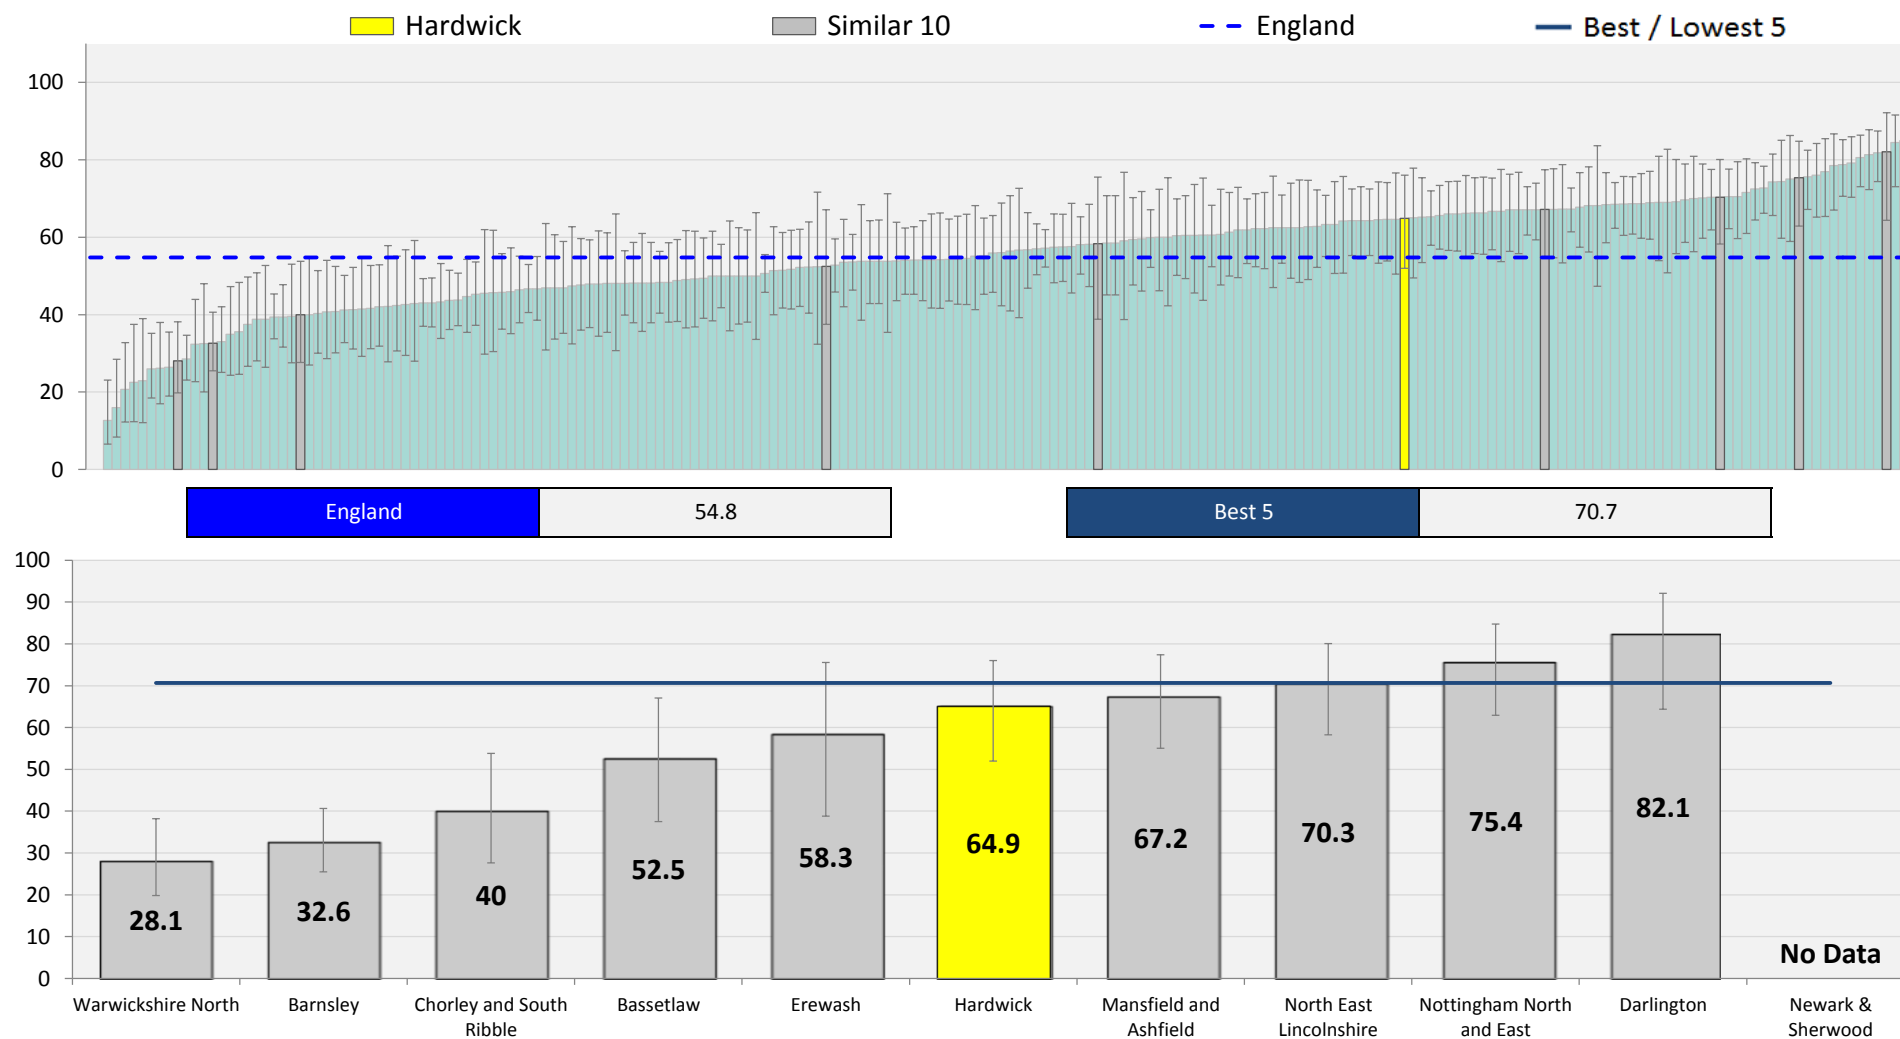 Hardwick
Similar 10
England
Best / Lowest 5
100
80
60
40
20
0
England 54.8
Best 5 70.7
100
90
80
70
60
50
40
30
20
10
0
28.1
32.6
40
52.5
58.3
64.9
67.2
70.3
75.4
82.1
No Data
Warwickshire North
Barnsley
Chorley and South
Ribble
Bassetlaw
Erewash
Hardwick
Mansfield and
Ashfield
North East
Lincolnshire
Nottingham North
and East
Darlington
Newark &
Sherwood